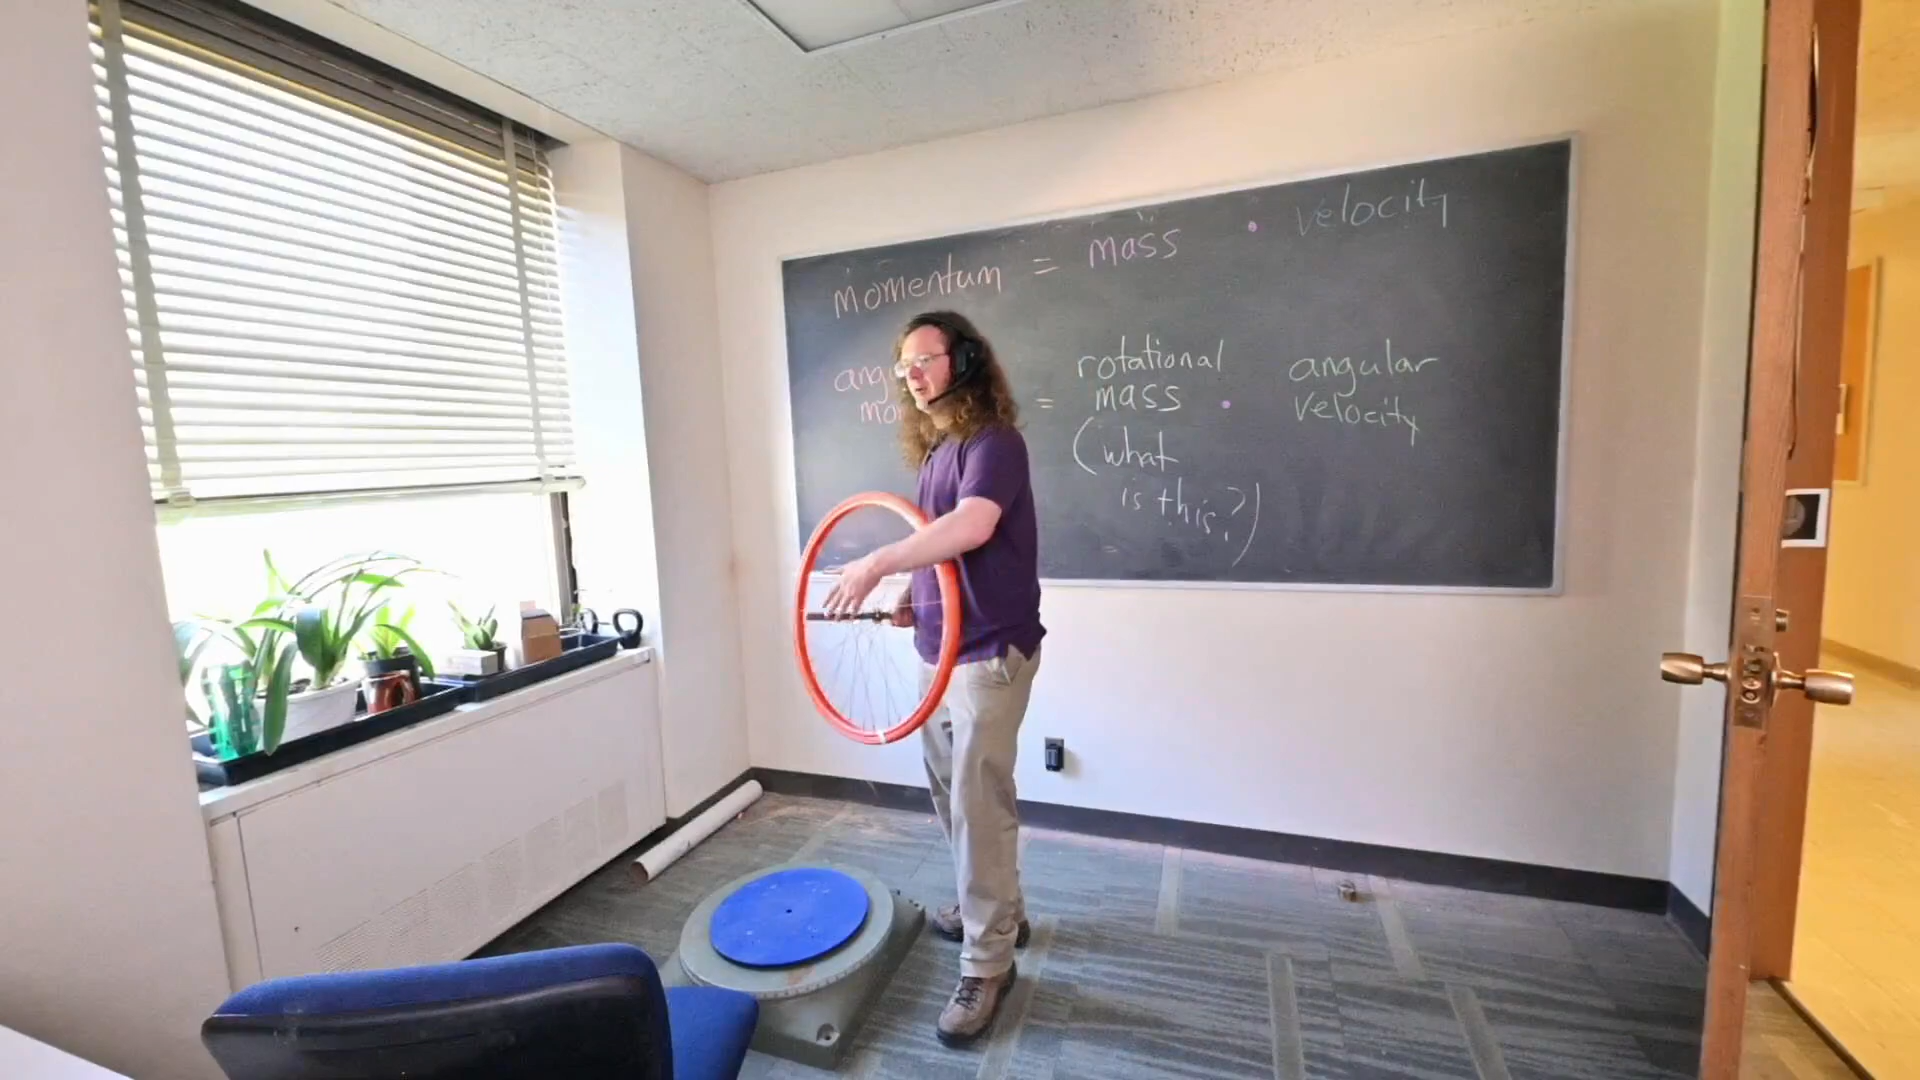 momentum = mass • velocity
rotational angular
= mass • velocity
(what
is this?)